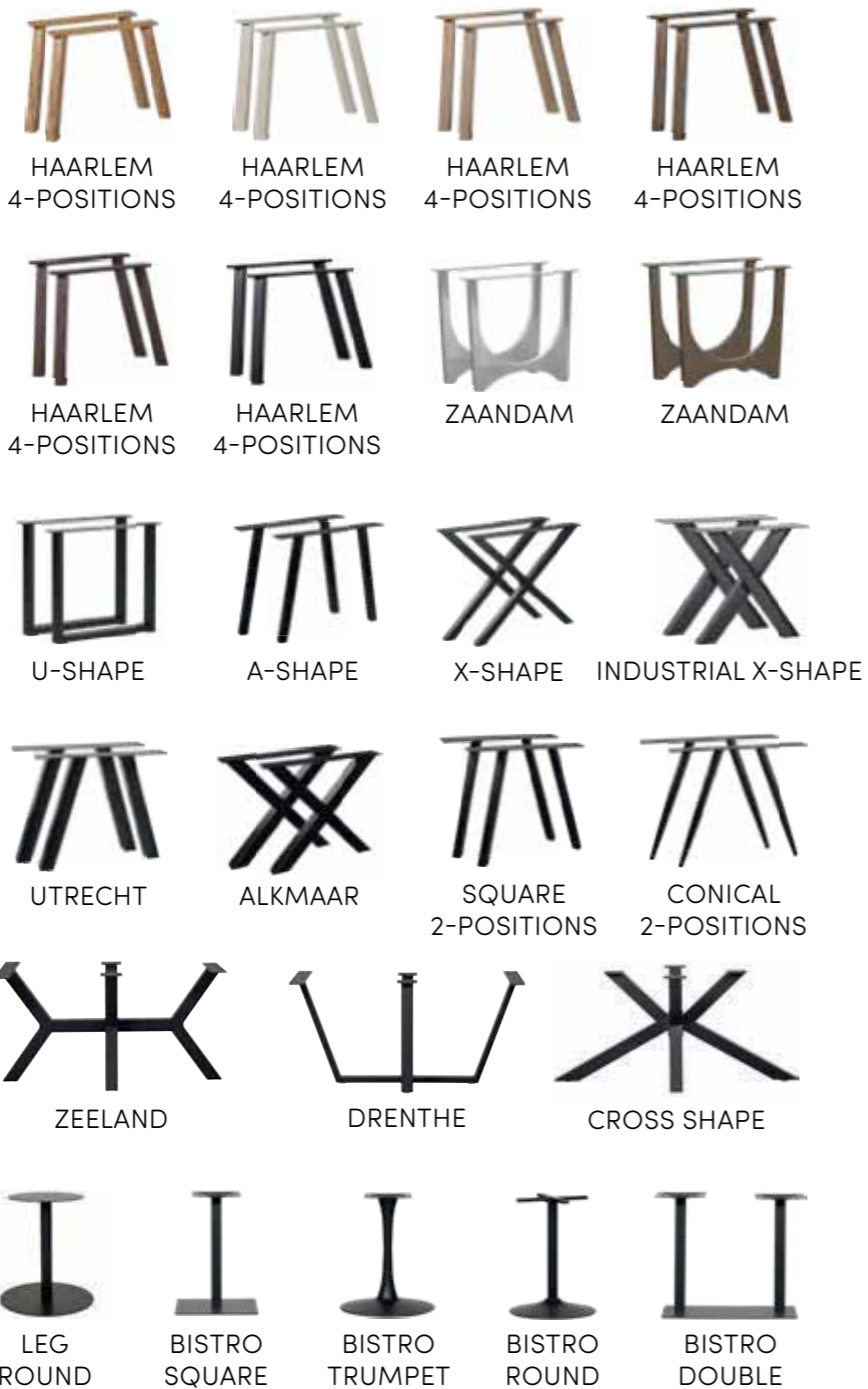 HAARLEM HAARLEM HAARLEM HAARLEM
4-POSITIONS 4-POSITIONS 4-POSITIONS 4-POSITIONS
HAARLEM HAARLEM ZAANDAM ZAANDAM
4-POSITIONS 4-POSITIONS
U-SHAPE A-SHAPE X-SHAPE INDUSTRIAL X-SHAPE
UTRECHT ALKMAAR SQUARE CONICAL
2-POSITIONS 2-POSITIONS
ZEELAND DRENTHE CROSS SHAPE
LEG BISTRO BISTRO BISTRO BISTRO
ROUND SQUARE TRUMPET ROUND DOUBLE